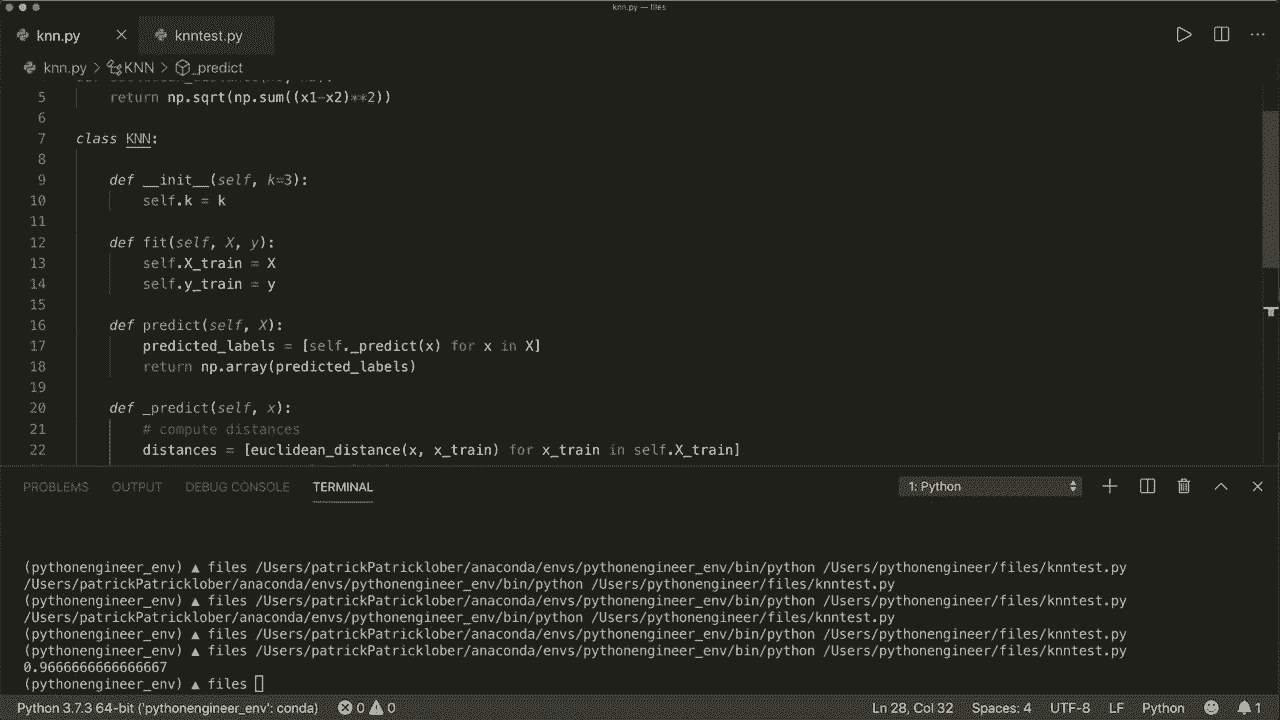 knn.py — files
knn.py knntest.py
knn.py > KNN > _predict
5 return np.sqrt(np.sum((x1-x2)**2))
6
7 class KNN:
8
9 def __init__(self, k=3):
10 self.k = k
11
12 def fit(self, X, y):
13 self.X_train = X
14 self.y_train = y
15
16 def predict(self, X):
17 predicted_labels = [self._predict(x) for x in X]
18 return np.array(predicted_labels)
19
20 def _predict(self, x):
21 # compute distances
22 distances = [euclidean_distance(x, x_train) for x_train in self.X_train]
PROBLEMS OUTPUT DEBUG CONSOLE TERMINAL 1: Python
(pythonengineer_env) ▲ files /Users/patrickPatricklober/anaconda/envs/pythonengineer_env/bin/python /Users/pythonengineer/files/knntest.py
/Users/patrickPatricklober/anaconda/envs/pythonengineer_env/bin/python /Users/pythonengineer/files/knntest.py
(pythonengineer_env) ▲ files /Users/patrickPatricklober/anaconda/envs/pythonengineer_env/bin/python /Users/pythonengineer/files/knntest.py
/Users/patrickPatricklober/anaconda/envs/pythonengineer_env/bin/python /Users/pythonengineer/files/knntest.py
(pythonengineer_env) ▲ files /Users/patrickPatricklober/anaconda/envs/pythonengineer_env/bin/python /Users/pythonengineer/files/knntest.py
(pythonengineer_env) ▲ files /Users/patrickPatricklober/anaconda/envs/pythonengineer_env/bin/python /Users/pythonengineer/files/knntest.py
0.9666666666666667
(pythonengineer_env) ▲ files
Python 3.7.3 64-bit ('pythonengineer_env': conda) 0 0 Ln 28, Col 32 Spaces: 4 UTF-8 LF Python 1